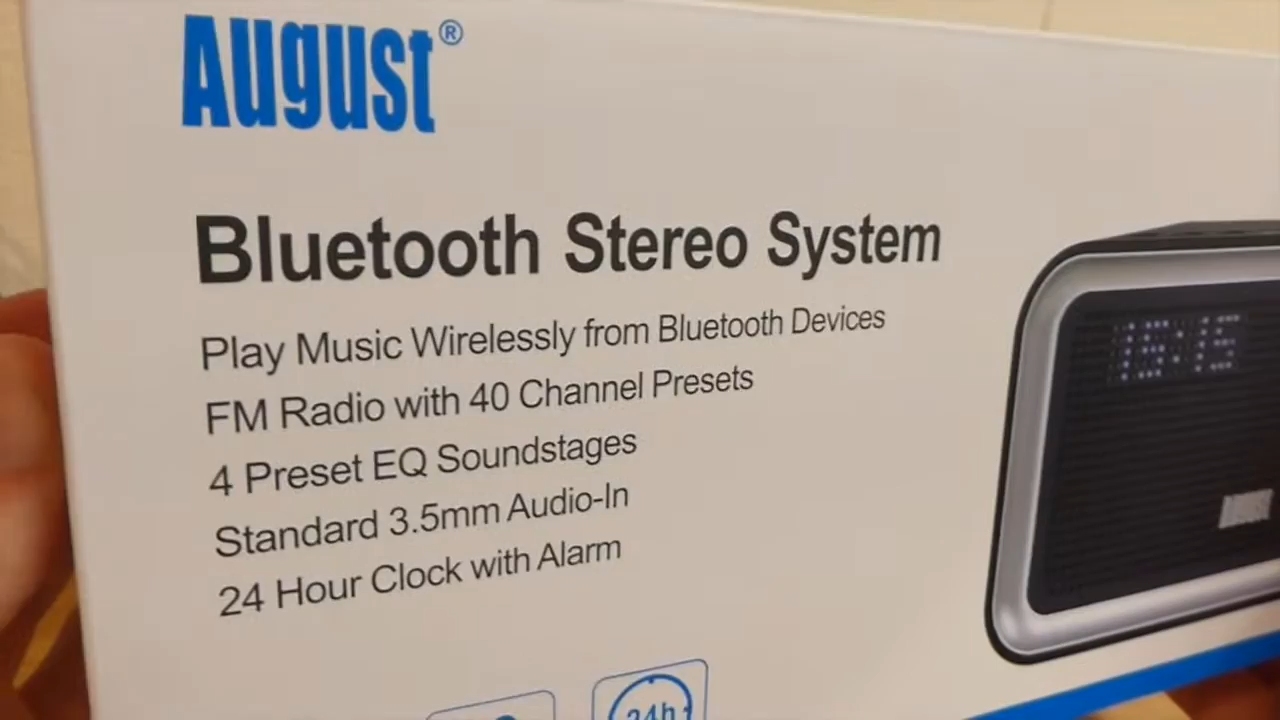 August®
Bluetooth Stereo System
Play Music Wirelessly from Bluetooth Devices
FM Radio with 40 Channel Presets
4 Preset EQ Soundstages
Standard 3.5mm Audio-In
24 Hour Clock with Alarm
24h